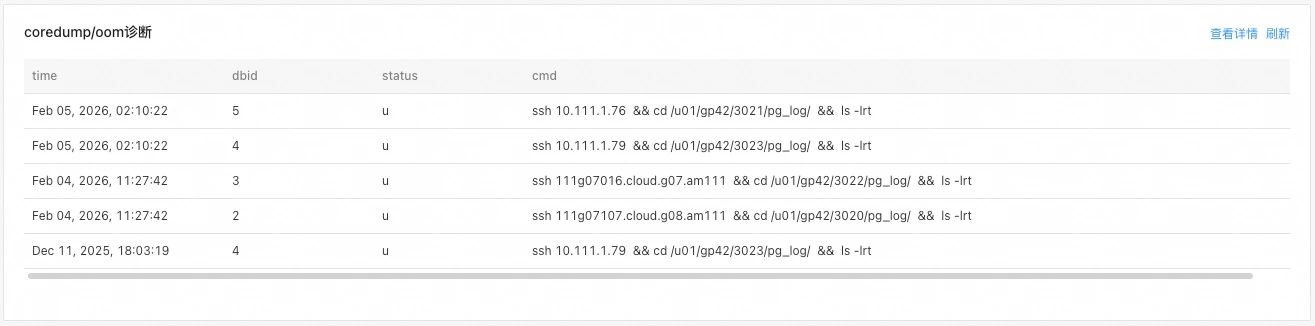 coredump/oom诊断
查看详情 刷新
time dbid status cmd
Feb 05, 2026, 02:10:22 5 u ssh 10.111.1.76 && cd /u01/gp42/3021/pg_log/ && ls -lrt
Feb 05, 2026, 02:10:22 4 u ssh 10.111.1.79 && cd /u01/gp42/3023/pg_log/ && ls -lrt
Feb 04, 2026, 11:27:42 3 u ssh 111g07016.cloud.g07.am111 && cd /u01/gp42/3022/pg_log/ && ls -lrt
Feb 04, 2026, 11:27:42 2 u ssh 111g07107.cloud.g08.am111 && cd /u01/gp42/3020/pg_log/ && ls -lrt
Dec 11, 2025, 18:03:19 4 u ssh 10.111.1.79 && cd /u01/gp42/3023/pg_log/ && ls -lrt